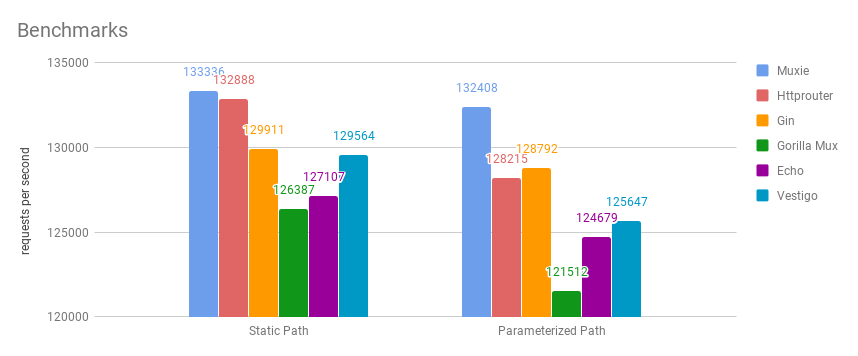 Benchmarks
135000
130000
125000
120000
requests per second
133336
132888
129911
126387
127107
129564
132408
128215
128792
121512
124679
125647
Static Path
Parameterized Path
Muxie
Httprouter
Gin
Gorilla Mux
Echo
Vestigo